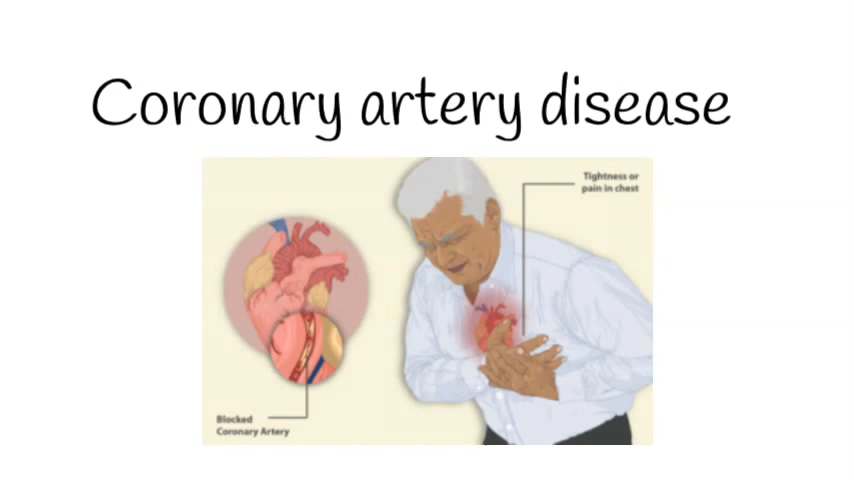 Coronary artery disease
Tightness or
pain in chest
Blocked
Coronary Artery